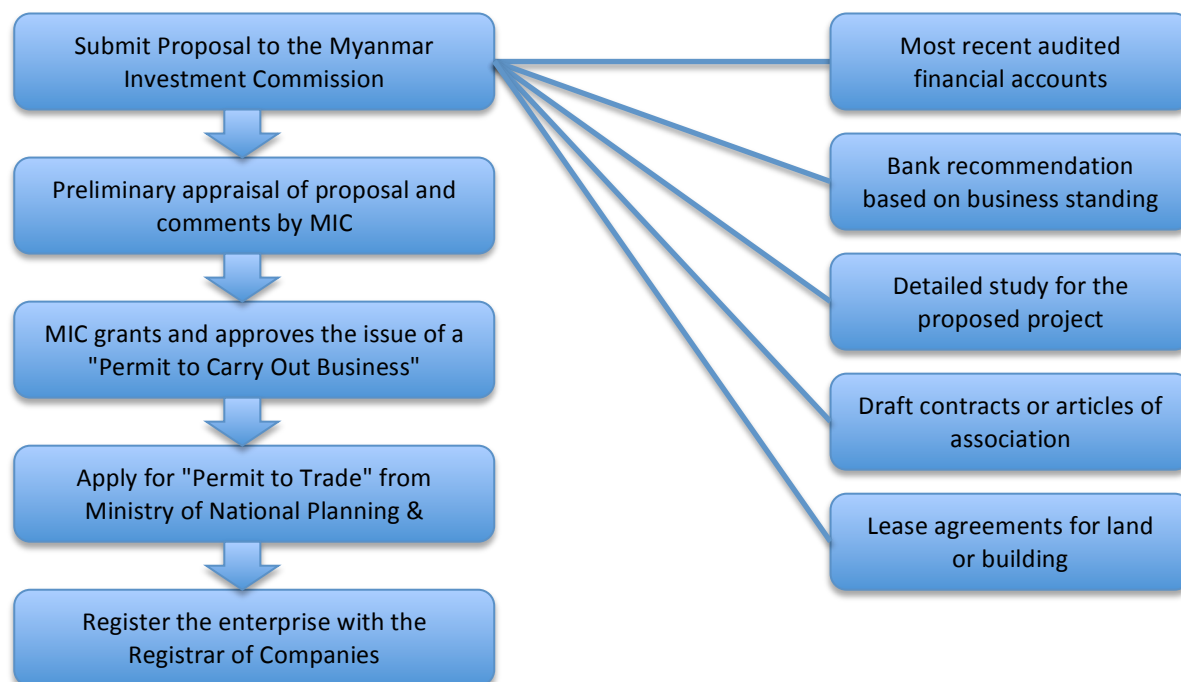 Submit Proposal to the Myanmar
Investment Commission
Preliminary appraisal of proposal and
comments by MIC
MIC grants and approves the issue of a
"Permit to Carry Out Business"
Apply for "Permit to Trade" from
Ministry of National Planning &
Register the enterprise with the
Registrar of Companies
Most recent audited
financial accounts
Bank recommendation
based on business standing
Detailed study for the
proposed project
Draft contracts or articles of
association
Lease agreements for land
or building